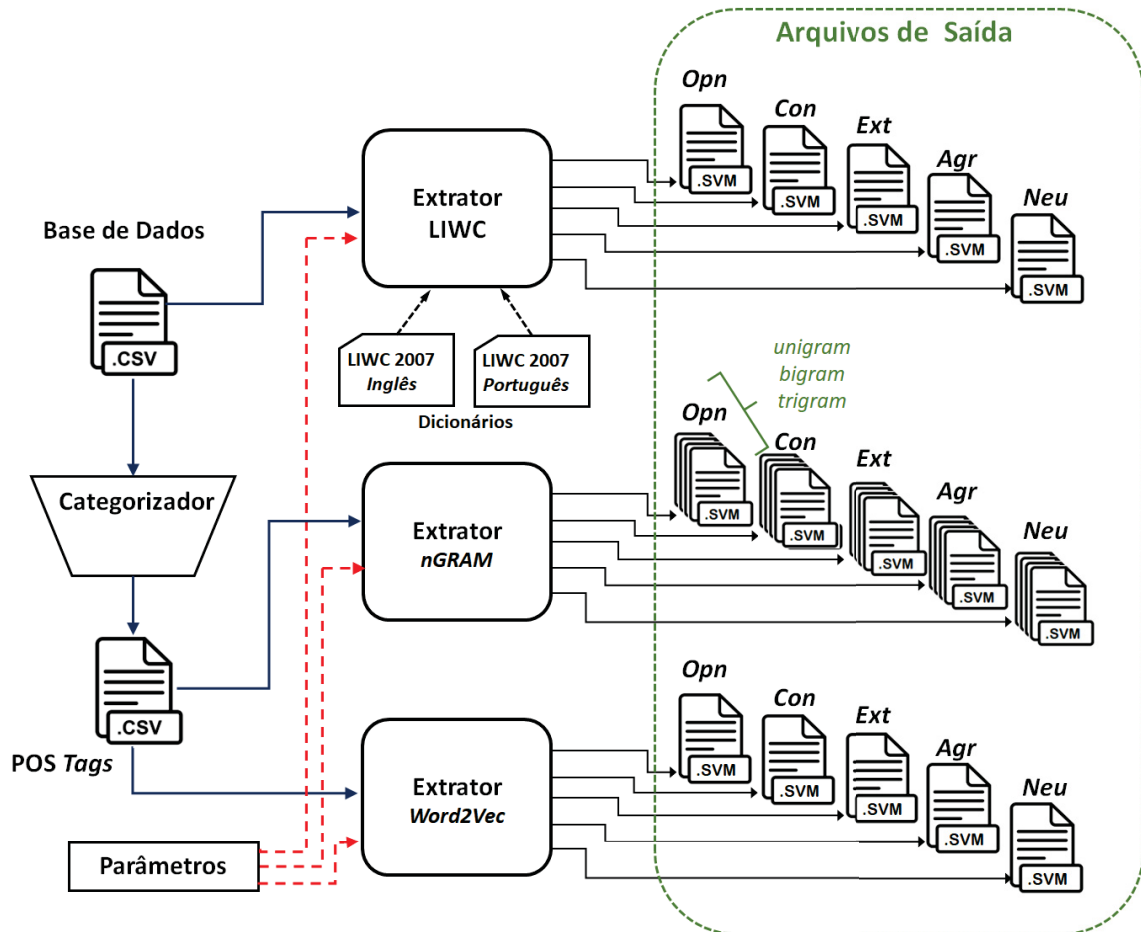 Arquivos de Saída
Opn
Con
Ext
Agr
Neu
.SVM
.SVM
.SVM
.SVM
.SVM
Extrator
LIWC
Base de Dados
.CSV
LIWC 2007
Inglês
LIWC 2007
Português
Dicionários
unigram
bigram
trigram
Opn
Con
Ext
Agr
Neu
.SVM
.SVM
.SVM
.SVM
.SVM
Categorizador
Extrator
nGRAM
.CSV
POS Tags
Opn
Con
Ext
Agr
Neu
.SVM
.SVM
.SVM
.SVM
.SVM
Extrator
Word2Vec
Parâmetros